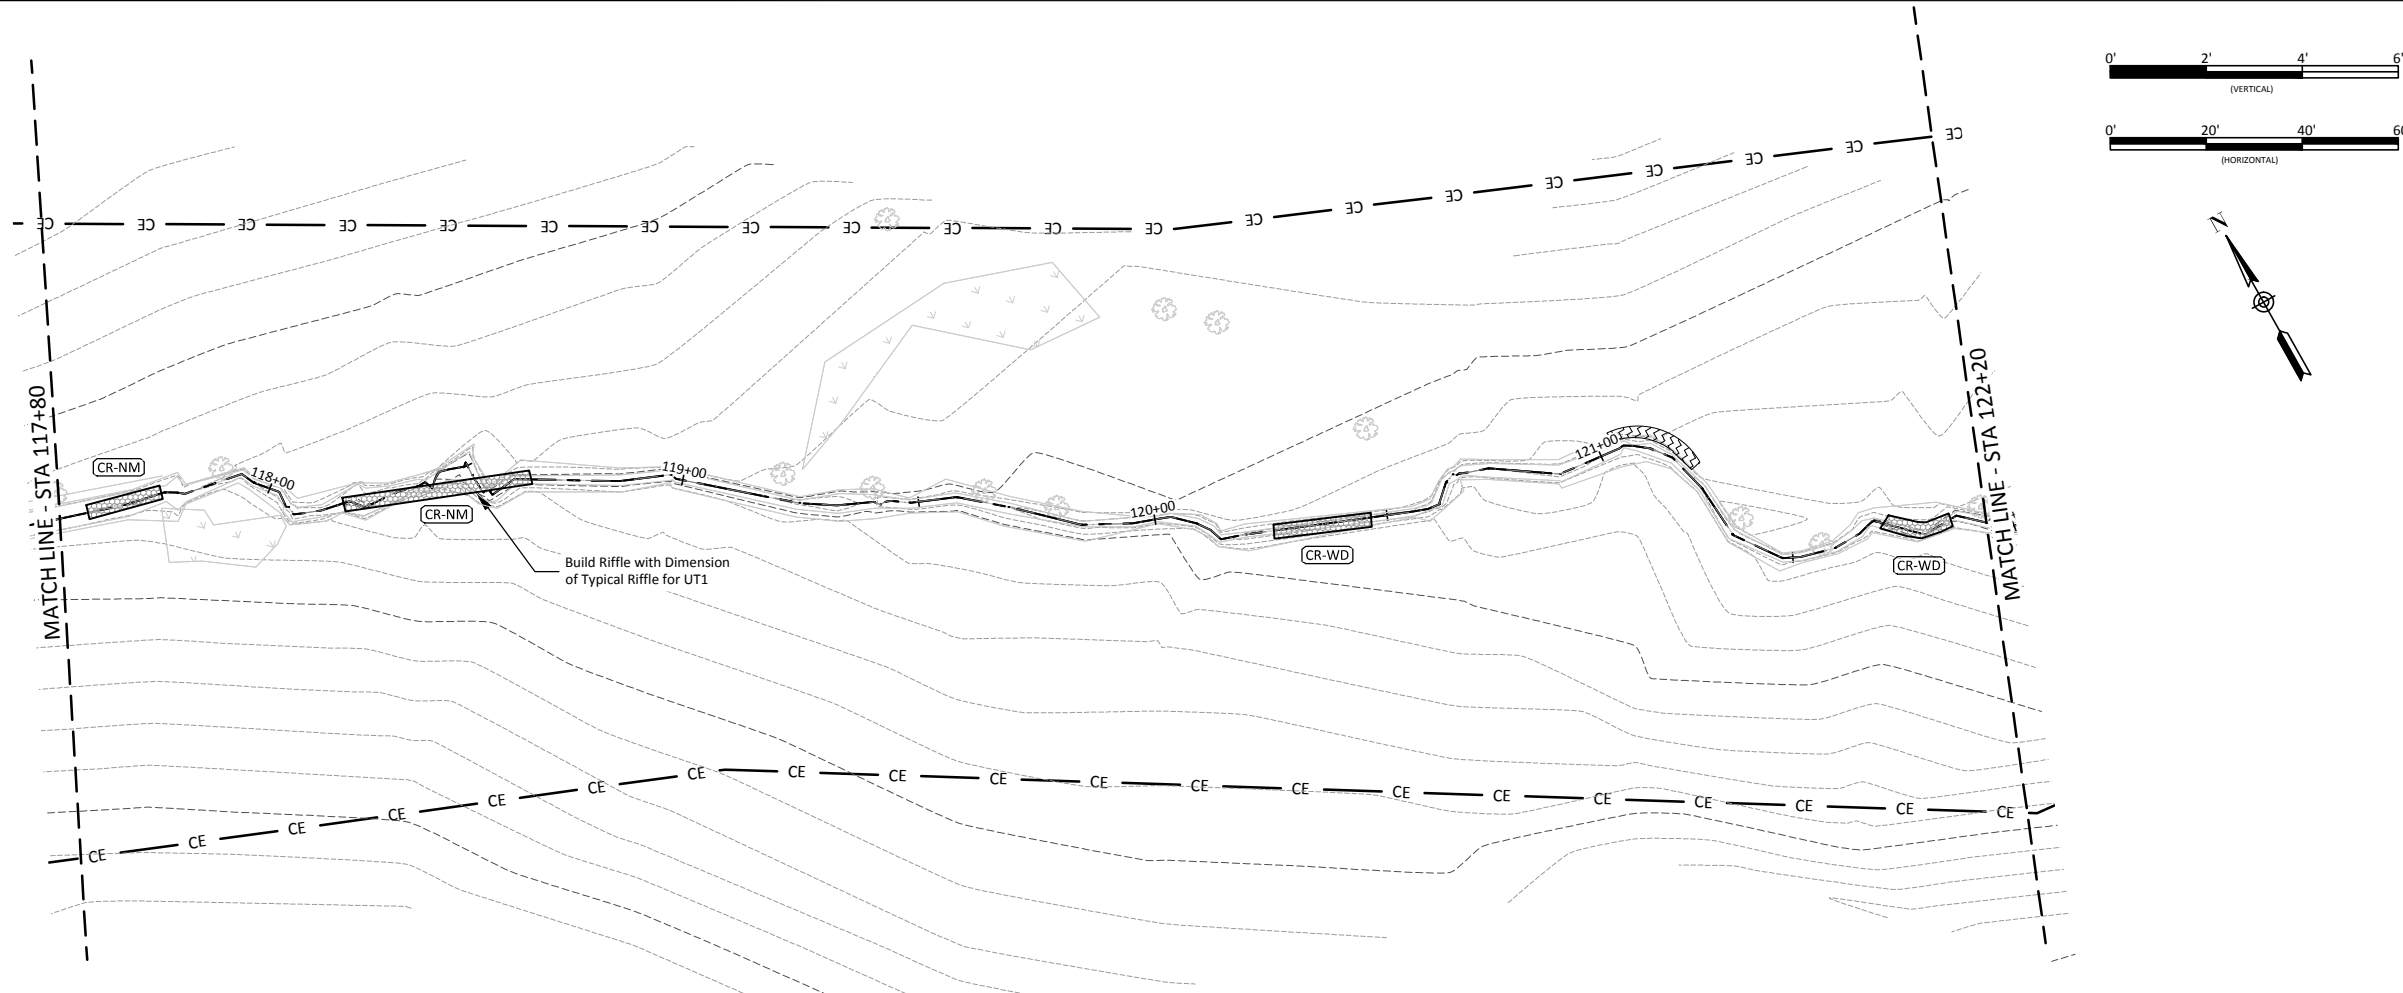 0' 2' 4' 6'
(VERTICAL)
0' 20' 40'
(HORIZONTAL)
N
CE CE CE CE CE CE CE CE CE CE CE CE CE CE CE CE CE CE CE CE
MATCH LINE - STA 117+80
MATCH LINE - STA 122+20
CR-NM
118+00
CR-NM
119+00
120+00
121+00
CR-WD
CR-WD
Build Riffle with Dimension
of Typical Riffle for UT1
CE CE CE CE CE CE CE CE CE CE CE CE CE CE CE CE CE CE CE CE